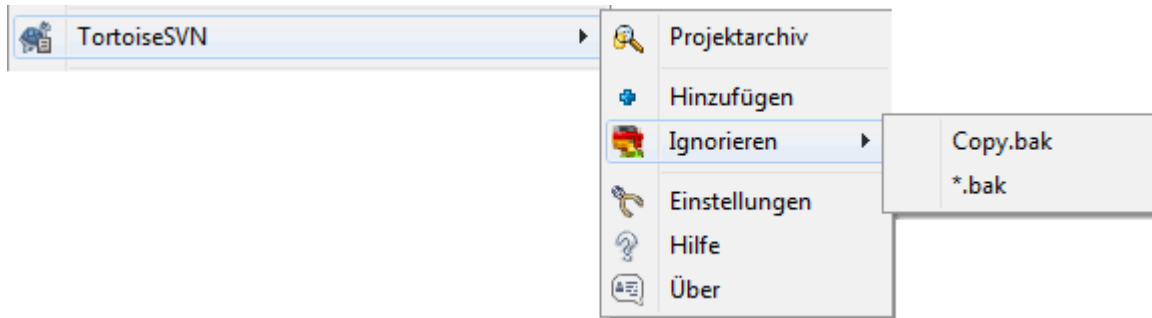 TortoiseSVN
Projektarchiv
Hinzufügen
Ignorieren
Copy.bak
*.bak
Einstellungen
Hilfe
Über